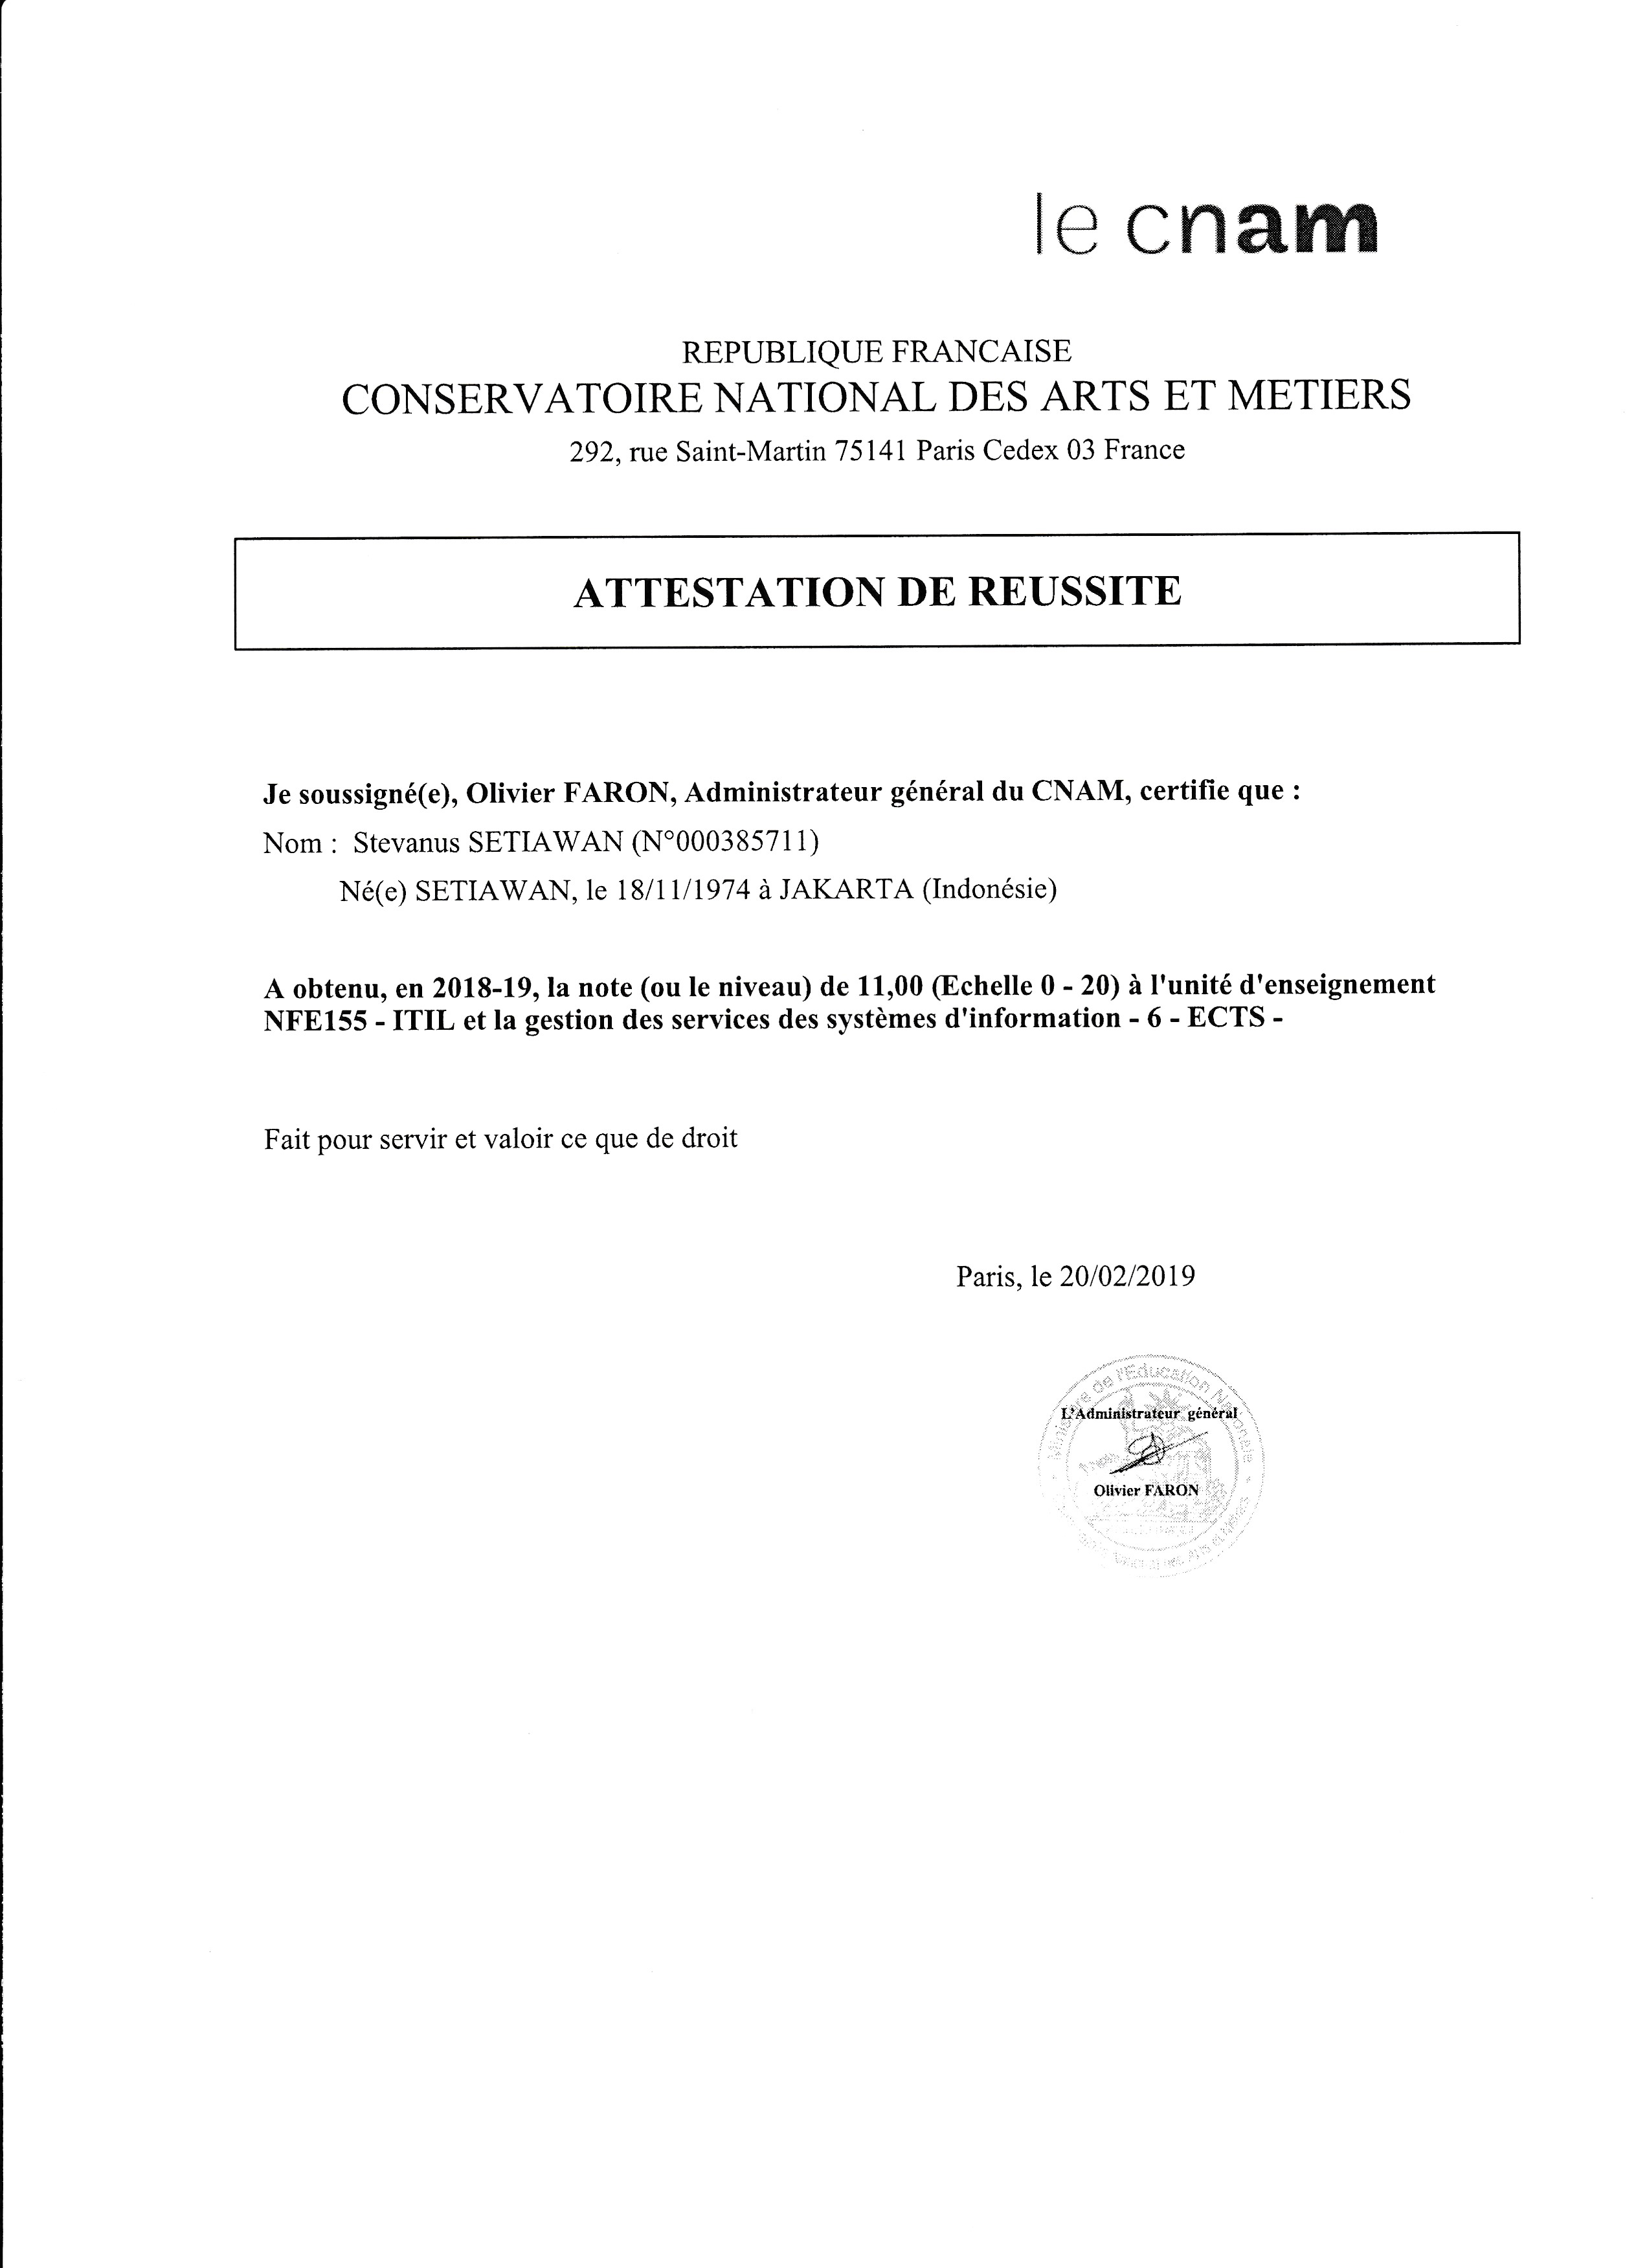 le cnam
REPUBLIQUE FRANCAISE
CONSERVATOIRE NATIONAL DES ARTS ET METIERS
292, rue Saint-Martin 75141 Paris Cedex 03 France
ATTESTATION DE REUSSITE
Je soussigné(e), Olivier FARON, Administrateur général du CNAM, certifie que :
Nom : Stevanus SETIAWAN (N°000385711)
Né(e) SETIAWAN, le 18/11/1974 à JAKARTA (Indonésie)
A obtenu, en 2018-19, la note (ou le niveau) de 11,00 (Echelle 0 - 20) à l'unité d'enseignement
NFE155 - ITIL et la gestion des services des systèmes d'information - 6 - ECTS -
Fait pour servir et valoir ce que de droit
Paris, le 20/02/2019
Ministère de l'Education Nationale
L'Administrateur général
Olivier FARON